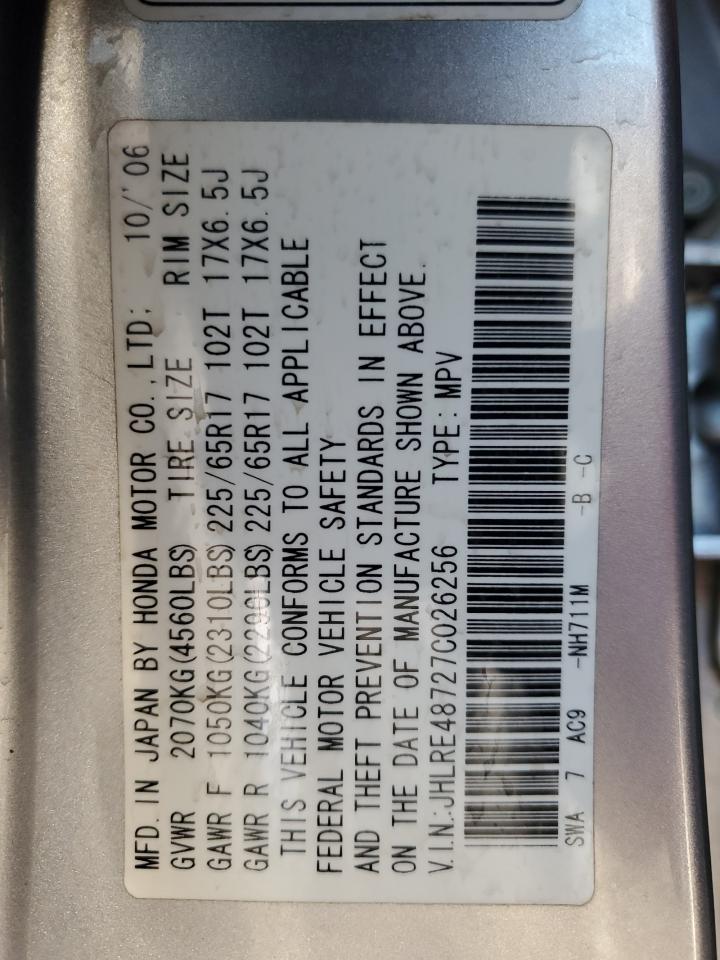 MFD. IN JAPAN BY HONDA MOTOR CO., LTD; 10/'06
GVWR 2070KG(4560LBS) TIRE SIZE RIM SIZE
GAWR F 1050KG(2310LBS) 225/65R17 102T 17X6.5J
GAWR R 1040KG(2290LBS) 225/65R17 102T 17X6.5J
THIS VEHICLE CONFORMS TO ALL APPLICABLE
FEDERAL MOTOR VEHICLE SAFETY
AND THEFT PREVENTION STANDARDS IN EFFECT
ON THE DATE OF MANUFACTURE SHOWN ABOVE.
V.I.N.:JHLRE48727C026256 TYPE:MPV
SWA 7 AC9 -NH711M -B -C